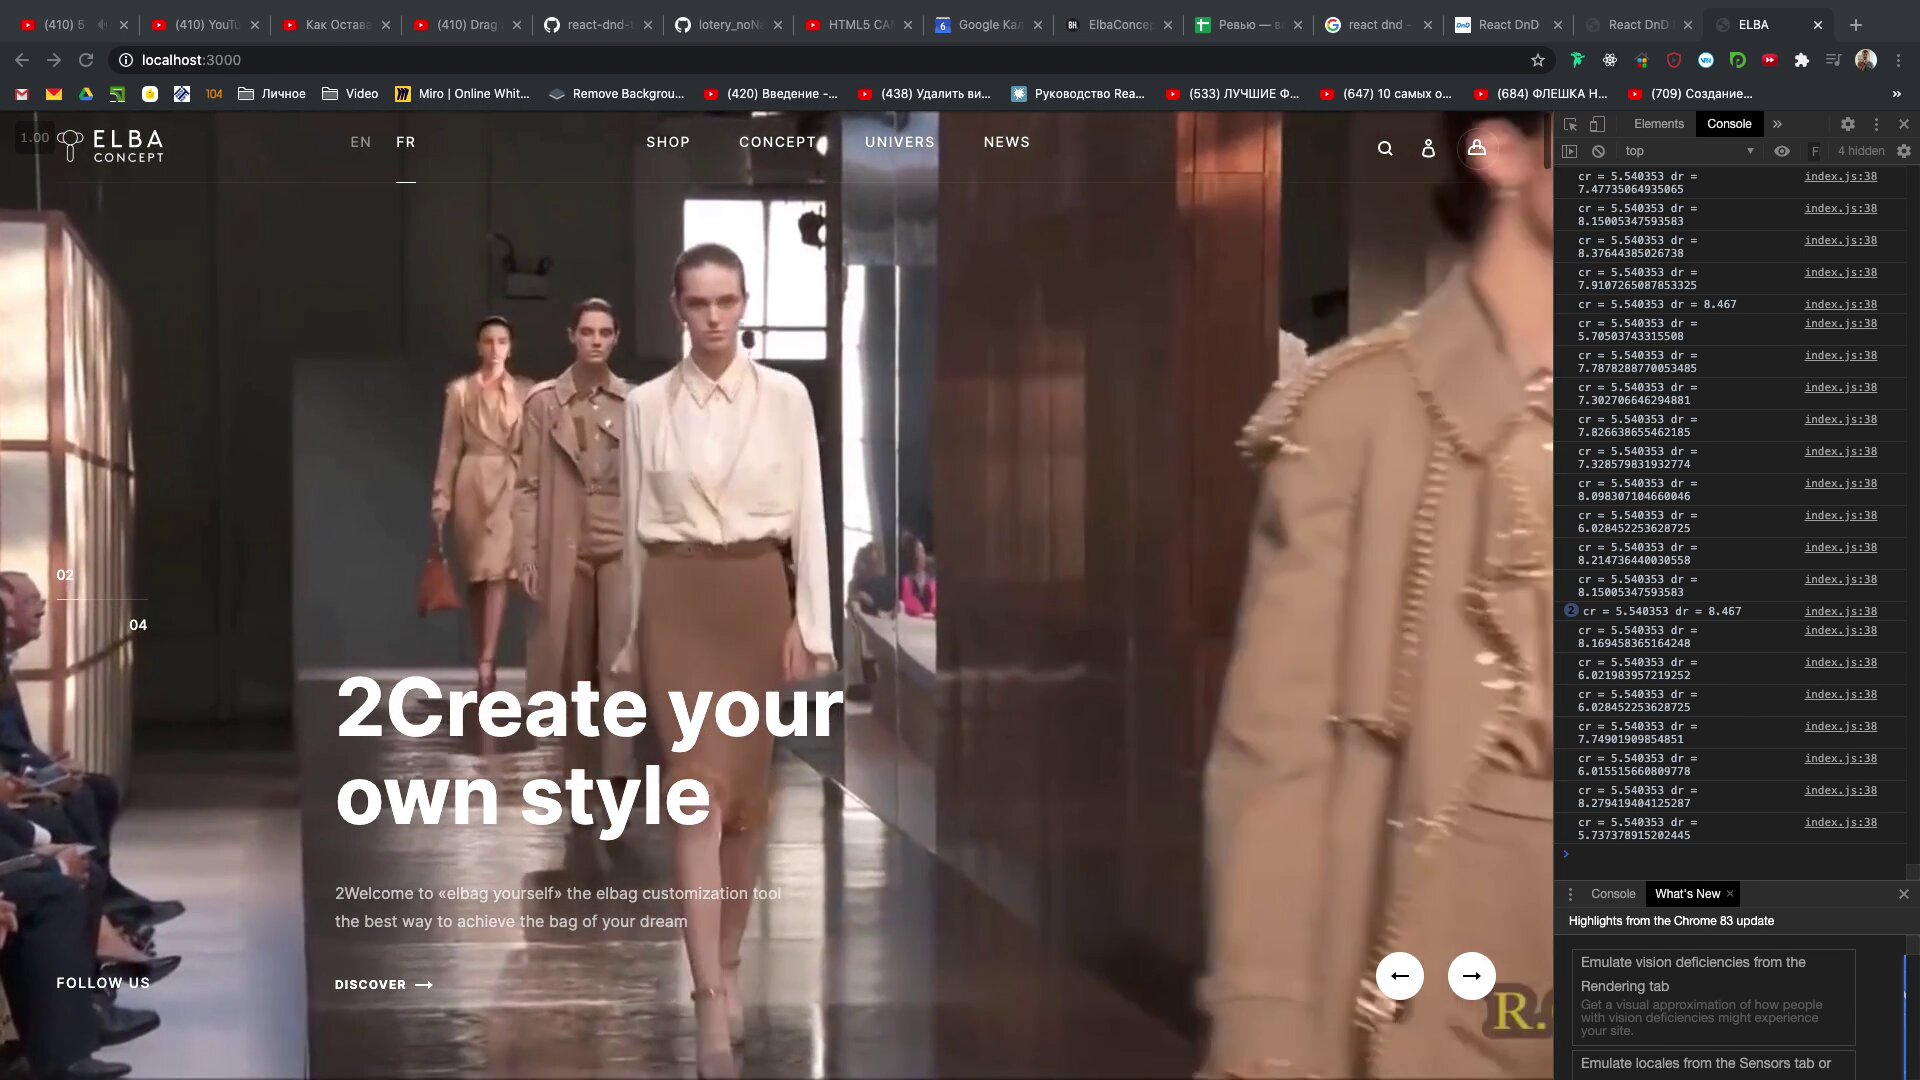 (410) 5
(410) YouTu
Как Остава
(410) Drag
react-dnd-t
lotery_noNa
HTML5 CAN
Google Кал
ElbaConcep
Ревью — в
react dnd -
React DnD
React DnD
ELBA
localhost:3000
Личное
Video
Miro | Online Whit...
Remove Backgrou...
(420) Введение -...
(438) Удалить ви...
Руководство Rea...
(533) ЛУЧШИЕ Ф...
(647) 10 самых о...
(684) ФЛЕШКА Н...
(709) Создание...
»
1.00
ELBA
CONCEPT
EN
FR
SHOP
CONCEPT
UNIVERS
NEWS
02
04
2Create your
own style
2Welcome to «elbag yourself» the elbag customization tool
the best way to achieve the bag of your dream
DISCOVER
FOLLOW US
R.
Elements
Console
»
top
F
4 hidden
cr = 5.540353 dr = index.js:38
7.47735064935065
cr = 5.540353 dr = index.js:38
8.15005347593583
cr = 5.540353 dr = index.js:38
8.37644385026738
cr = 5.540353 dr = index.js:38
7.9107265087853325
cr = 5.540353 dr = 8.467 index.js:38
cr = 5.540353 dr = index.js:38
5.70503743315508
cr = 5.540353 dr = index.js:38
7.7878288770053485
cr = 5.540353 dr = index.js:38
7.302706646294881
cr = 5.540353 dr = index.js:38
7.826638655462185
cr = 5.540353 dr = index.js:38
7.328579831932774
cr = 5.540353 dr = index.js:38
8.098307104660046
cr = 5.540353 dr = index.js:38
6.028452253628725
cr = 5.540353 dr = index.js:38
8.214736440030558
cr = 5.540353 dr = index.js:38
8.15005347593583
2 cr = 5.540353 dr = 8.467 index.js:38
cr = 5.540353 dr = index.js:38
8.169458365164248
cr = 5.540353 dr = index.js:38
6.021983957219252
cr = 5.540353 dr = index.js:38
6.028452253628725
cr = 5.540353 dr = index.js:38
7.74901909854851
cr = 5.540353 dr = index.js:38
6.015515660809778
cr = 5.540353 dr = index.js:38
8.279419404125287
cr = 5.540353 dr = index.js:38
5.737378915202445
Console
What's New
Highlights from the Chrome 83 update
Emulate vision deficiencies from the
Rendering tab
Get a visual approximation of how people
with vision deficiencies might experience
your site.
Emulate locales from the Sensors tab or